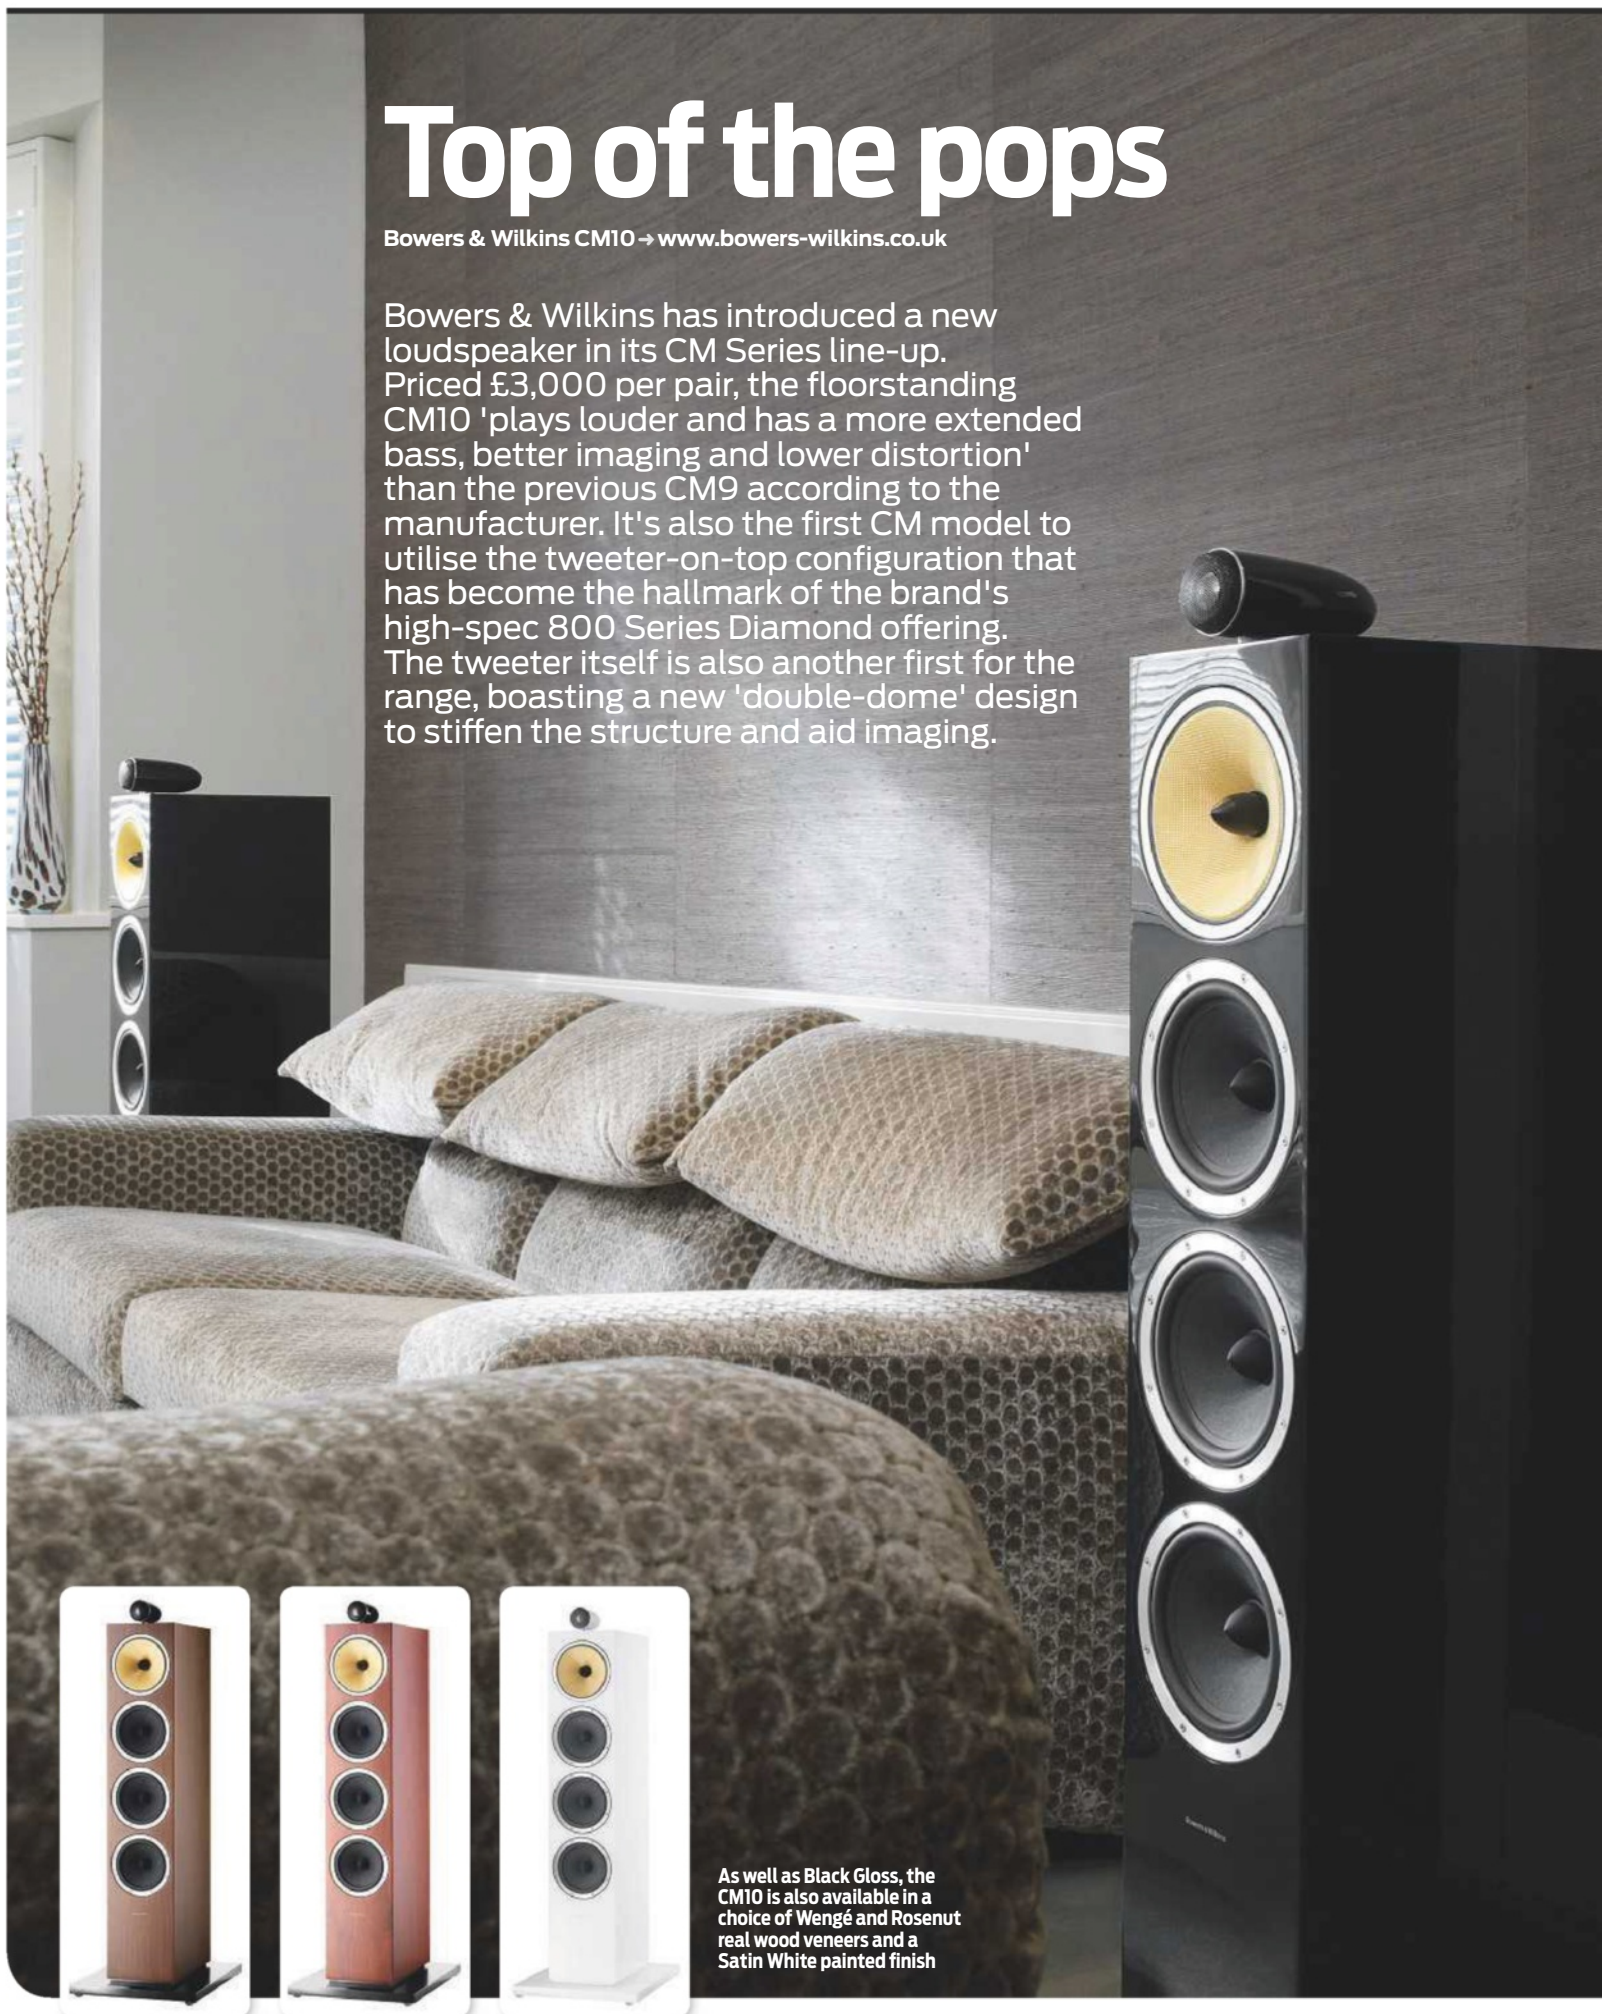 Top of the pops
Bowers & Wilkins CM10→www.bowers-wilkins.co.uk
Bowers & Wilkins has introduced a new
loudspeaker in its CM Series line-up.
Priced £3,000 per pair, the floorstanding
CM10 'plays louder and has a more extended
bass, better imaging and lower distortion'
than the previous CM9 according to the
manufacturer. It's also the first CM model to
utilise the tweeter-on-top configuration that
has become the hallmark of the brand's
high-spec 800 Series Diamond offering.
The tweeter itself is also another first for the
range, boasting a new 'double-dome' design
to stiffen the structure and aid imaging.
As well as Black Gloss, the
CM10 is also available in a
choice of Wengé and Rosenut
real wood veneers and a
Satin White painted finish